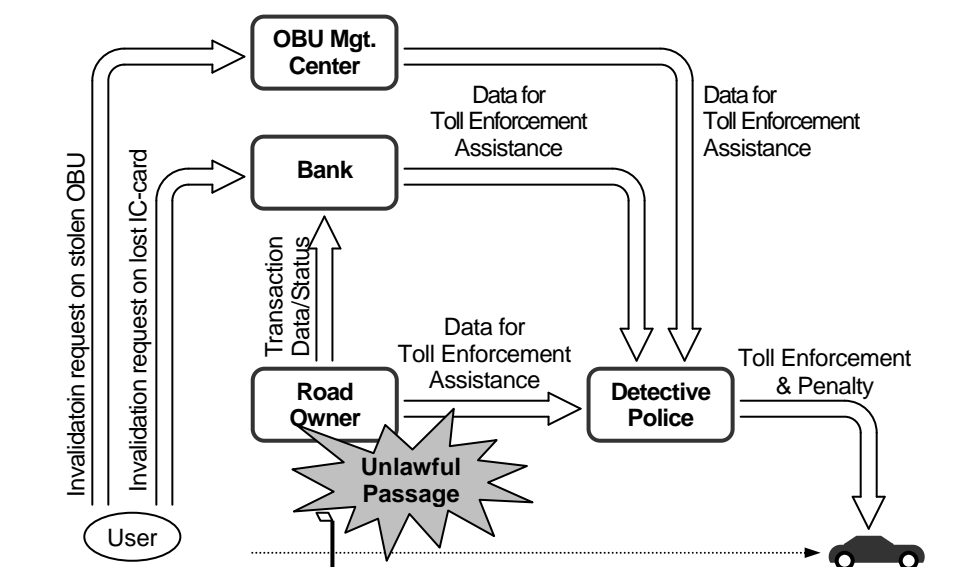 OBU Mgt.
Center
Data for
Toll Enforcement
Assistance
Data for
Toll Enforcement
Assistance
Bank
Invalidatoin request on stolen OBU
Invalidation request on lost IC-card
Transaction
Data/Status
Data for
Toll Enforcement
Assistance
Toll Enforcement
& Penalty
Road
Owner
Detective
Police
Unlawful
Passage
User